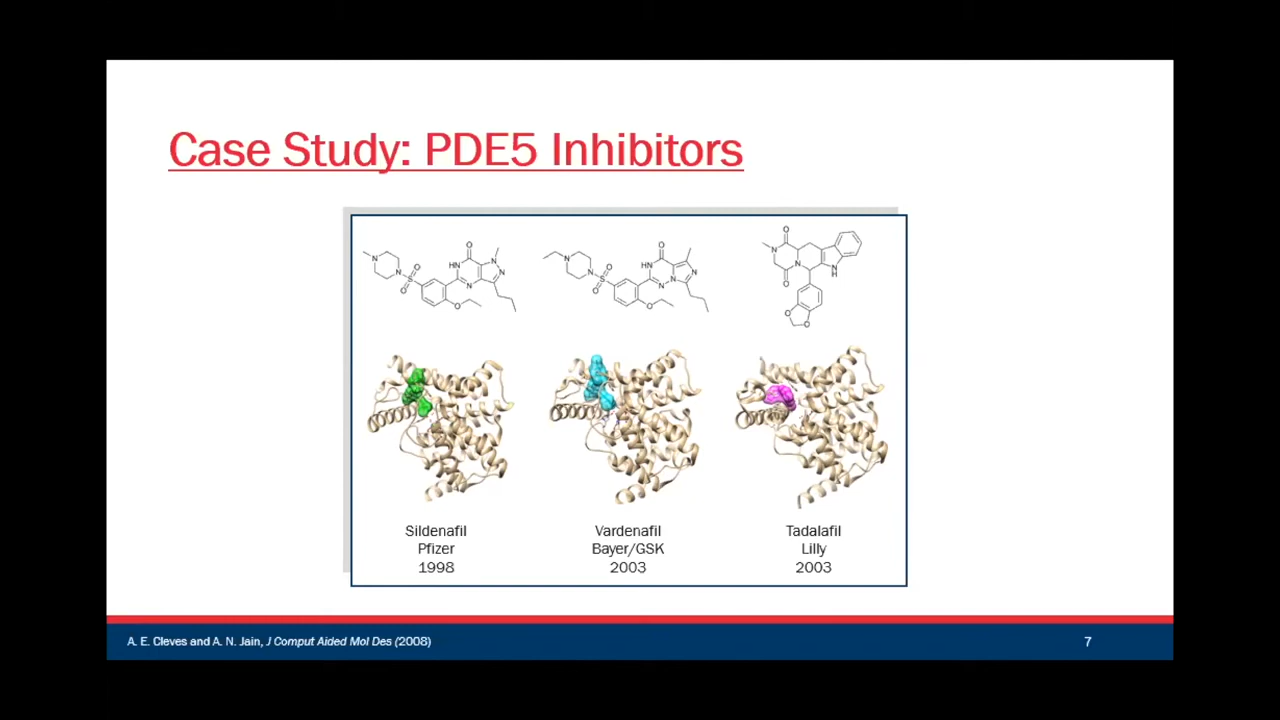 Case Study: PDE5 Inhibitors
Sildenafil
Pfizer
1998
Vardenafil
Bayer/GSK
2003
Tadalafil
Lilly
2003
A. E. Cleves and A. N. Jain, J Comput Aided Mol Des (2008)
7